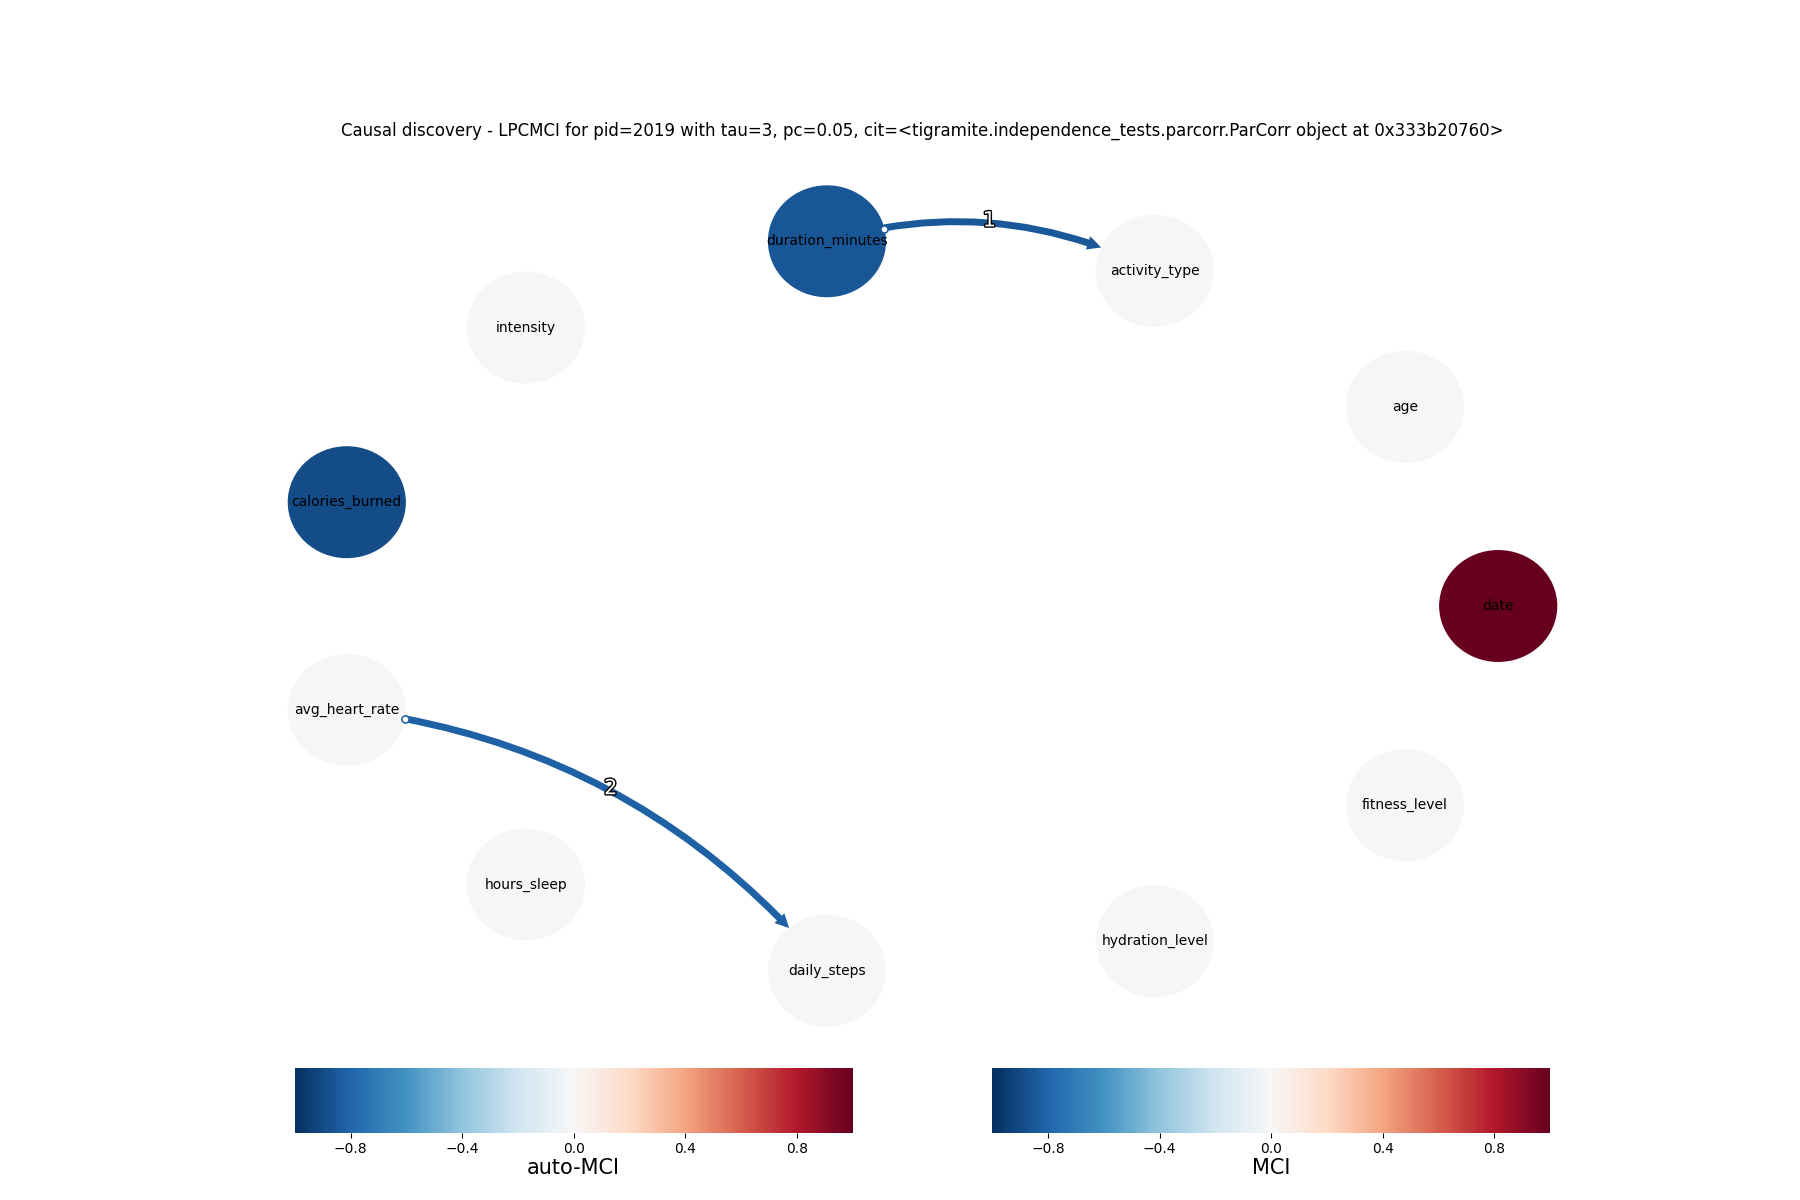 Causal discovery - LPCMCI for pid=2019 with tau=3, pc=0.05, cit=<tigramite.independence_tests.parcorr.ParCorr object at 0x333b20760>
1
duration_minutes
activity_type
intensity
age
calories_burned
date
avg_heart_rate
2
fitness_level
hours_sleep
hydration_level
daily_steps
−0.8 −0.4 0.0 0.4 0.8
auto-MCI
−0.8 −0.4 0.0 0.4 0.8
MCI